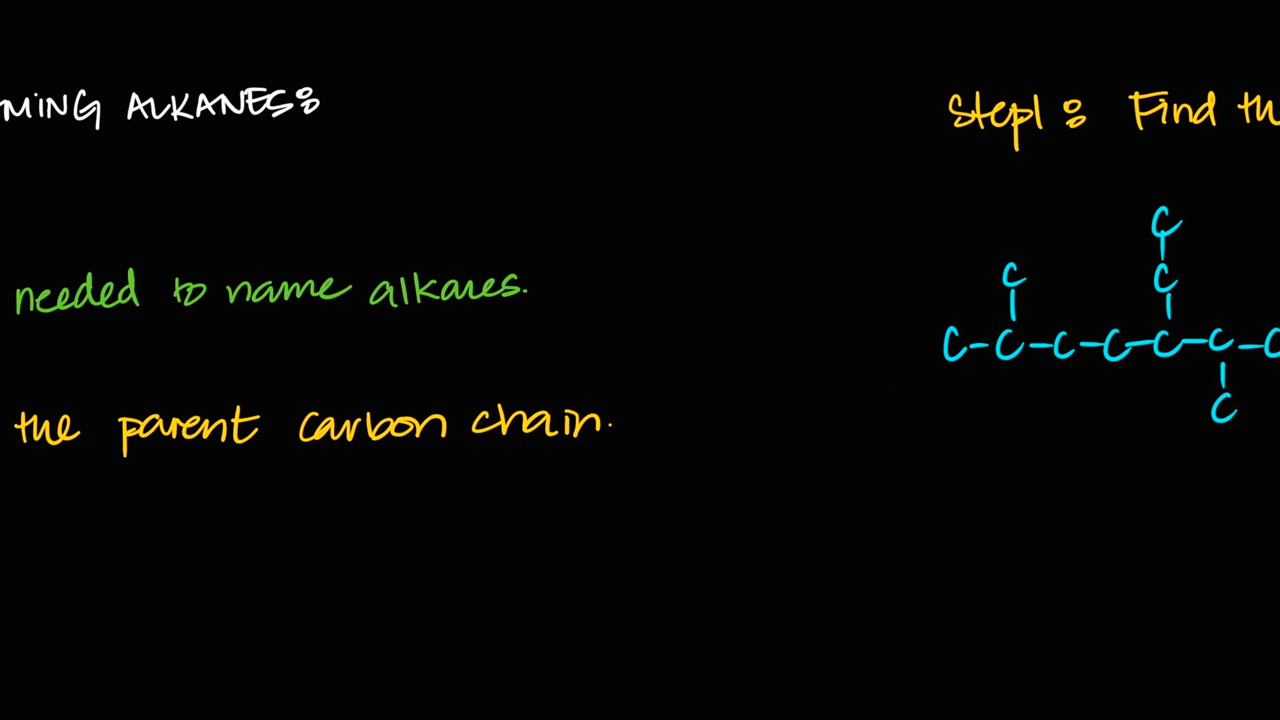 MING ALKANES:
needed to name alkanes.
the parent carbon chain.
Step1: Find th
C
C C
C-C-C-C-C-C-C
C